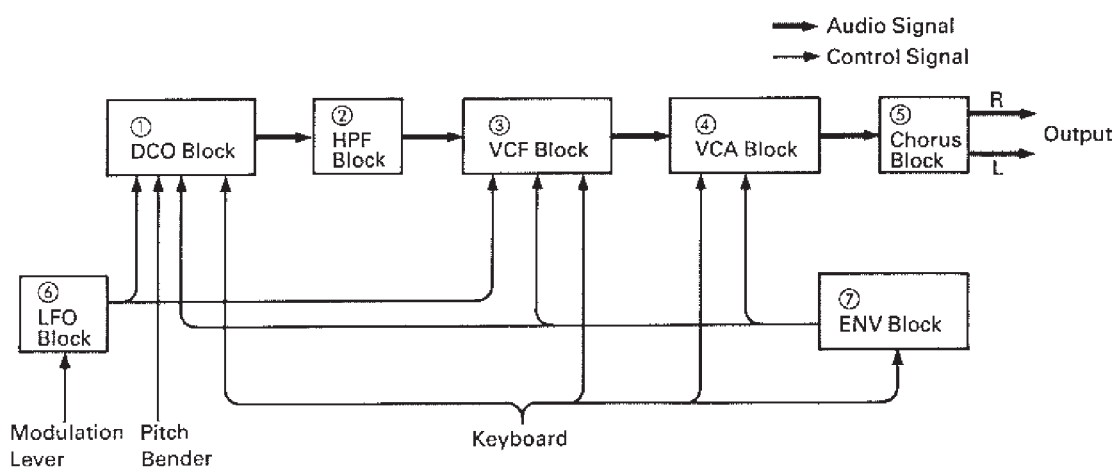 Audio Signal
Control Signal
① DCO Block
② HPF Block
③ VCF Block
④ VCA Block
⑤ Chorus Block
R
L
Output
⑥ LFO Block
⑦ ENV Block
Modulation Lever
Pitch Bender
Keyboard